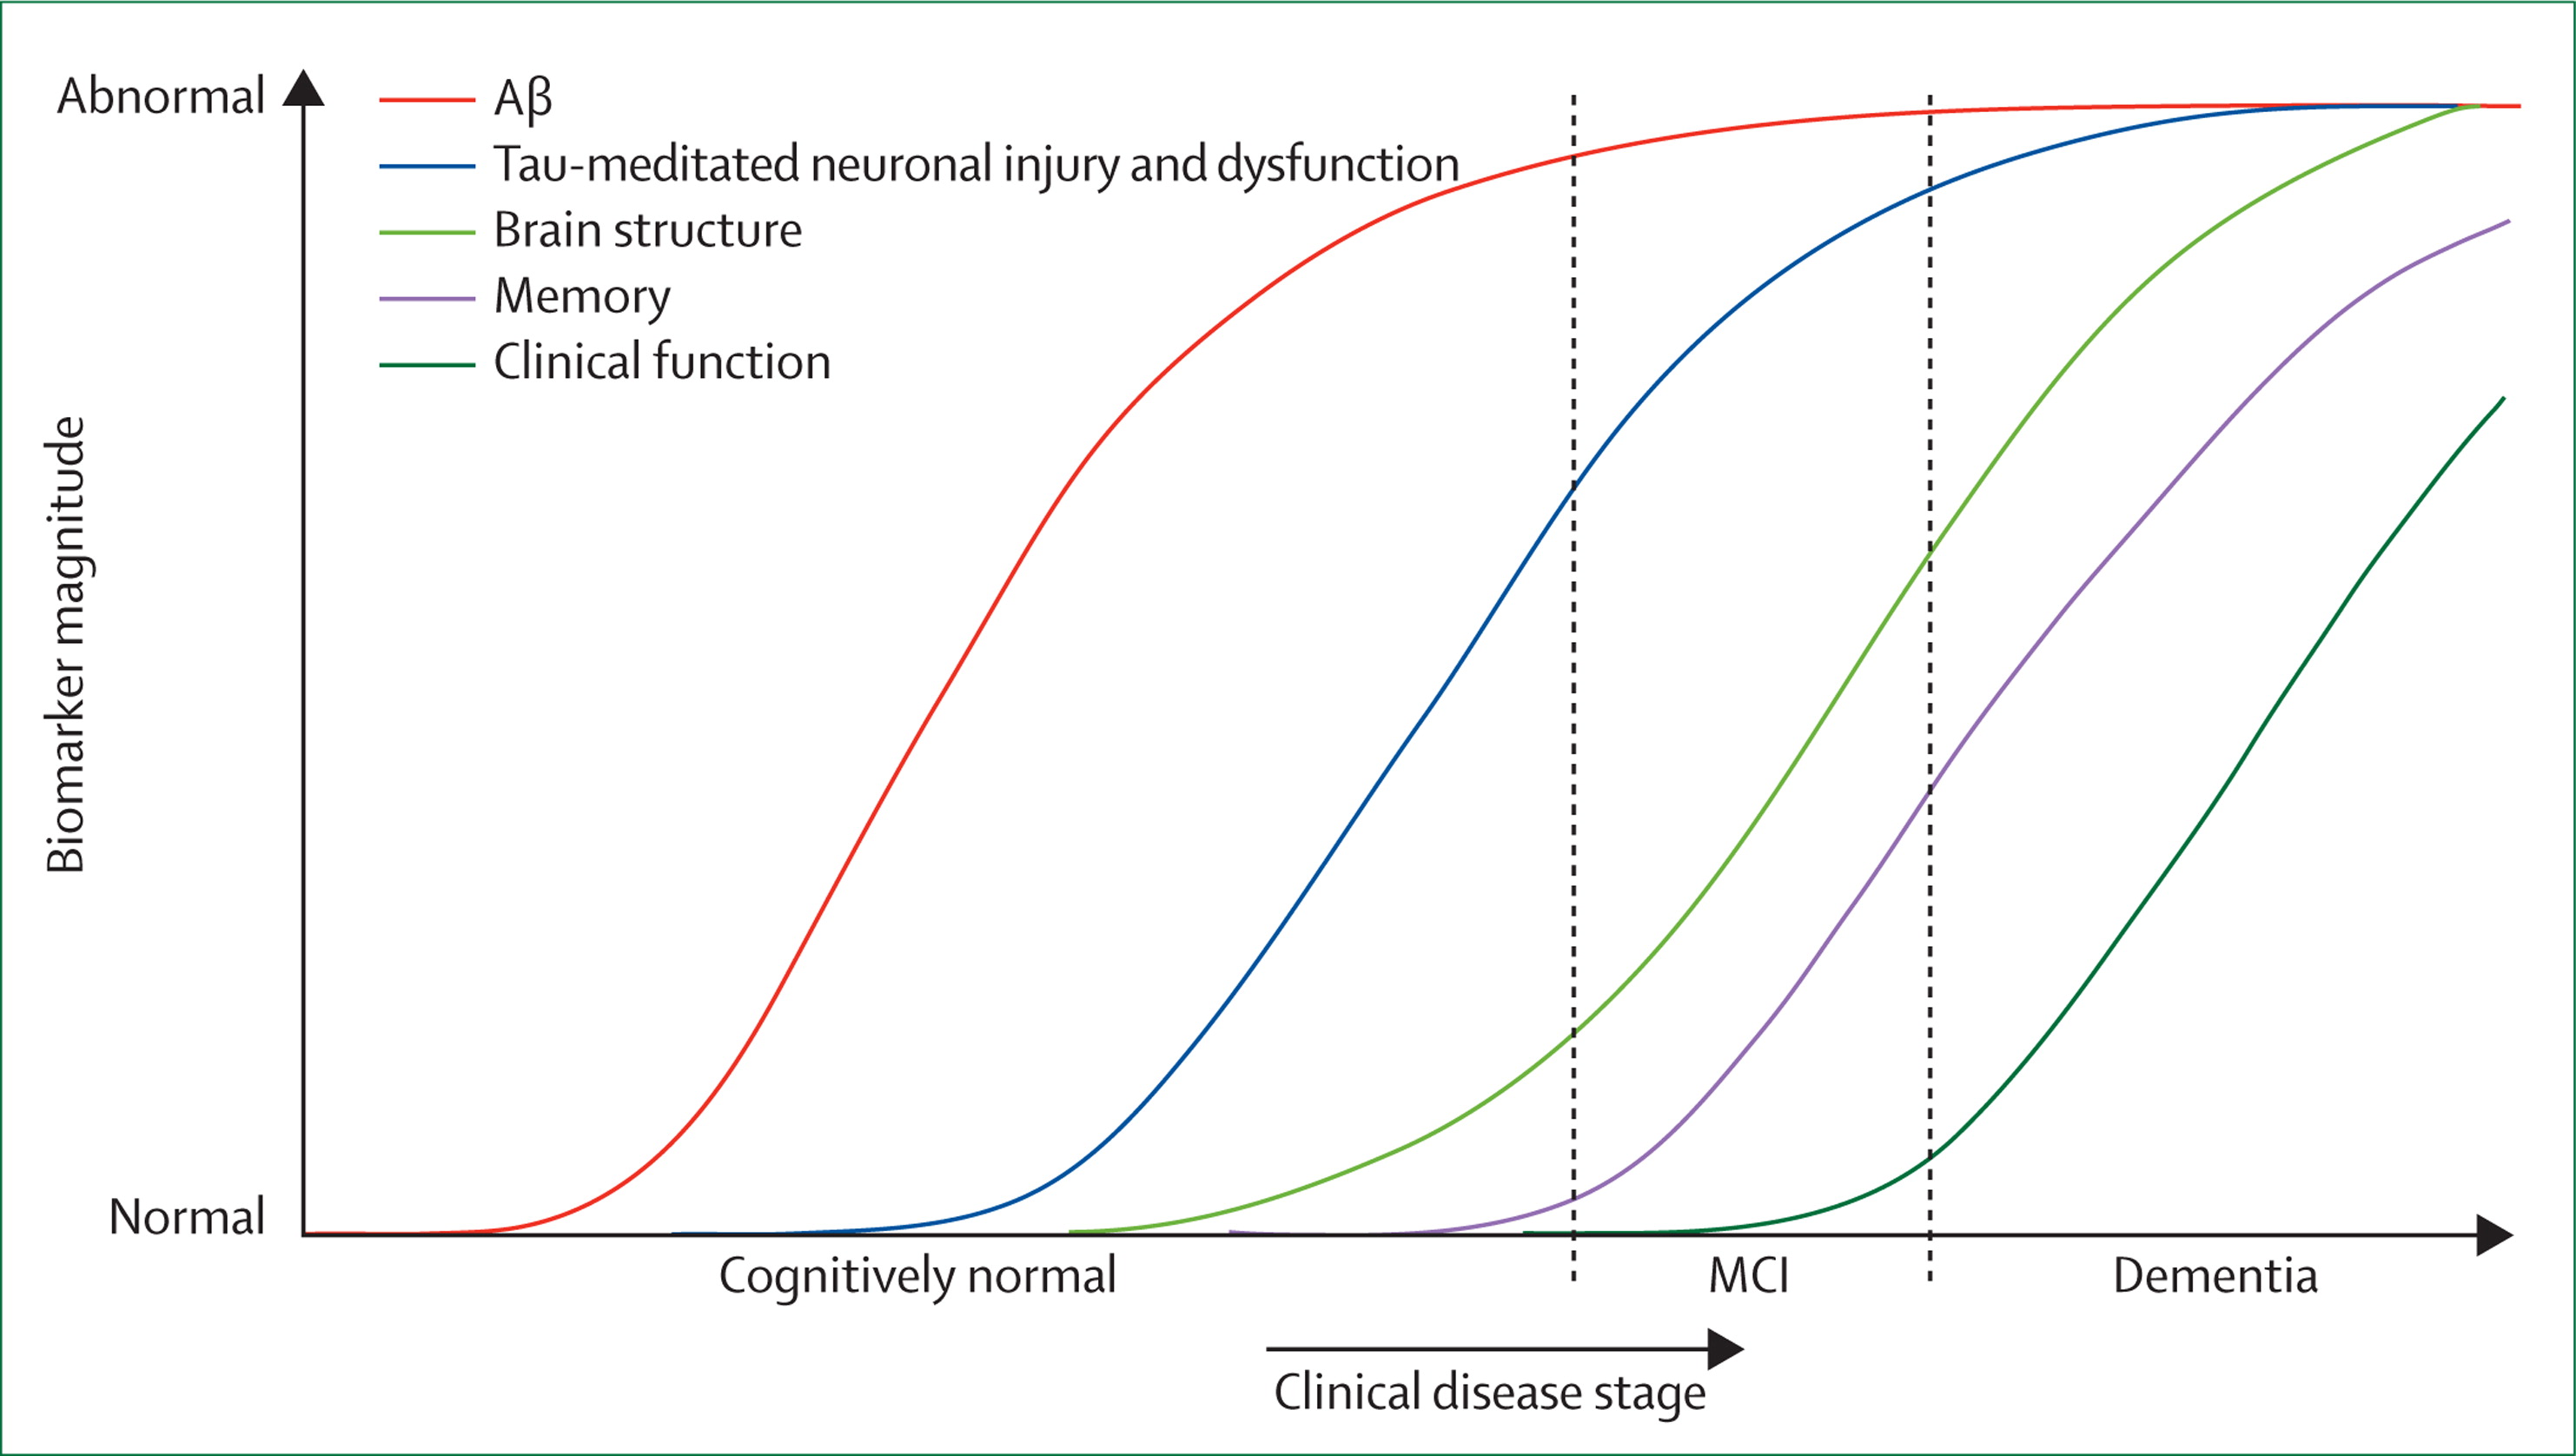 Abnormal
Aβ
Tau-meditated neuronal injury and dysfunction
Brain structure
Memory
Clinical function
Biomarker magnitude
Normal
Cognitively normal
MCI
Dementia
Clinical disease stage